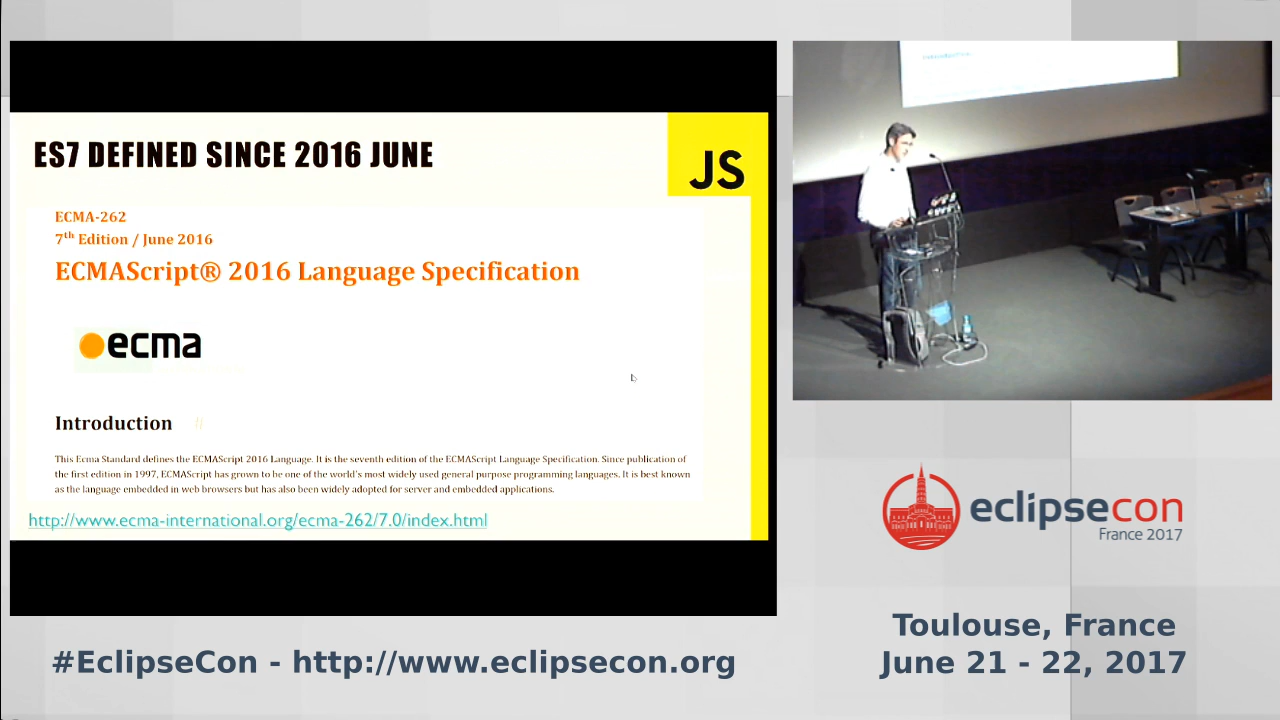 ES7 DEFINED SINCE 2016 JUNE
JS
ECMA-262
7th Edition / June 2016
ECMAScript® 2016 Language Specification
ecma
Introduction #
This Ecma Standard defines the ECMAScript 2016 Language. It is the seventh edition of the ECMAScript Language Specification. Since publication of
the first edition in 1997, ECMAScript has grown to be one of the world's most widely used general purpose programming languages. It is best known
as the language embedded in web browsers but has also been widely adopted for server and embedded applications.
http://www.ecma-international.org/ecma-262/7.0/index.html
eclipsecon
France 2017
Toulouse, France
June 21 - 22, 2017
#EclipseCon - http://www.eclipsecon.org